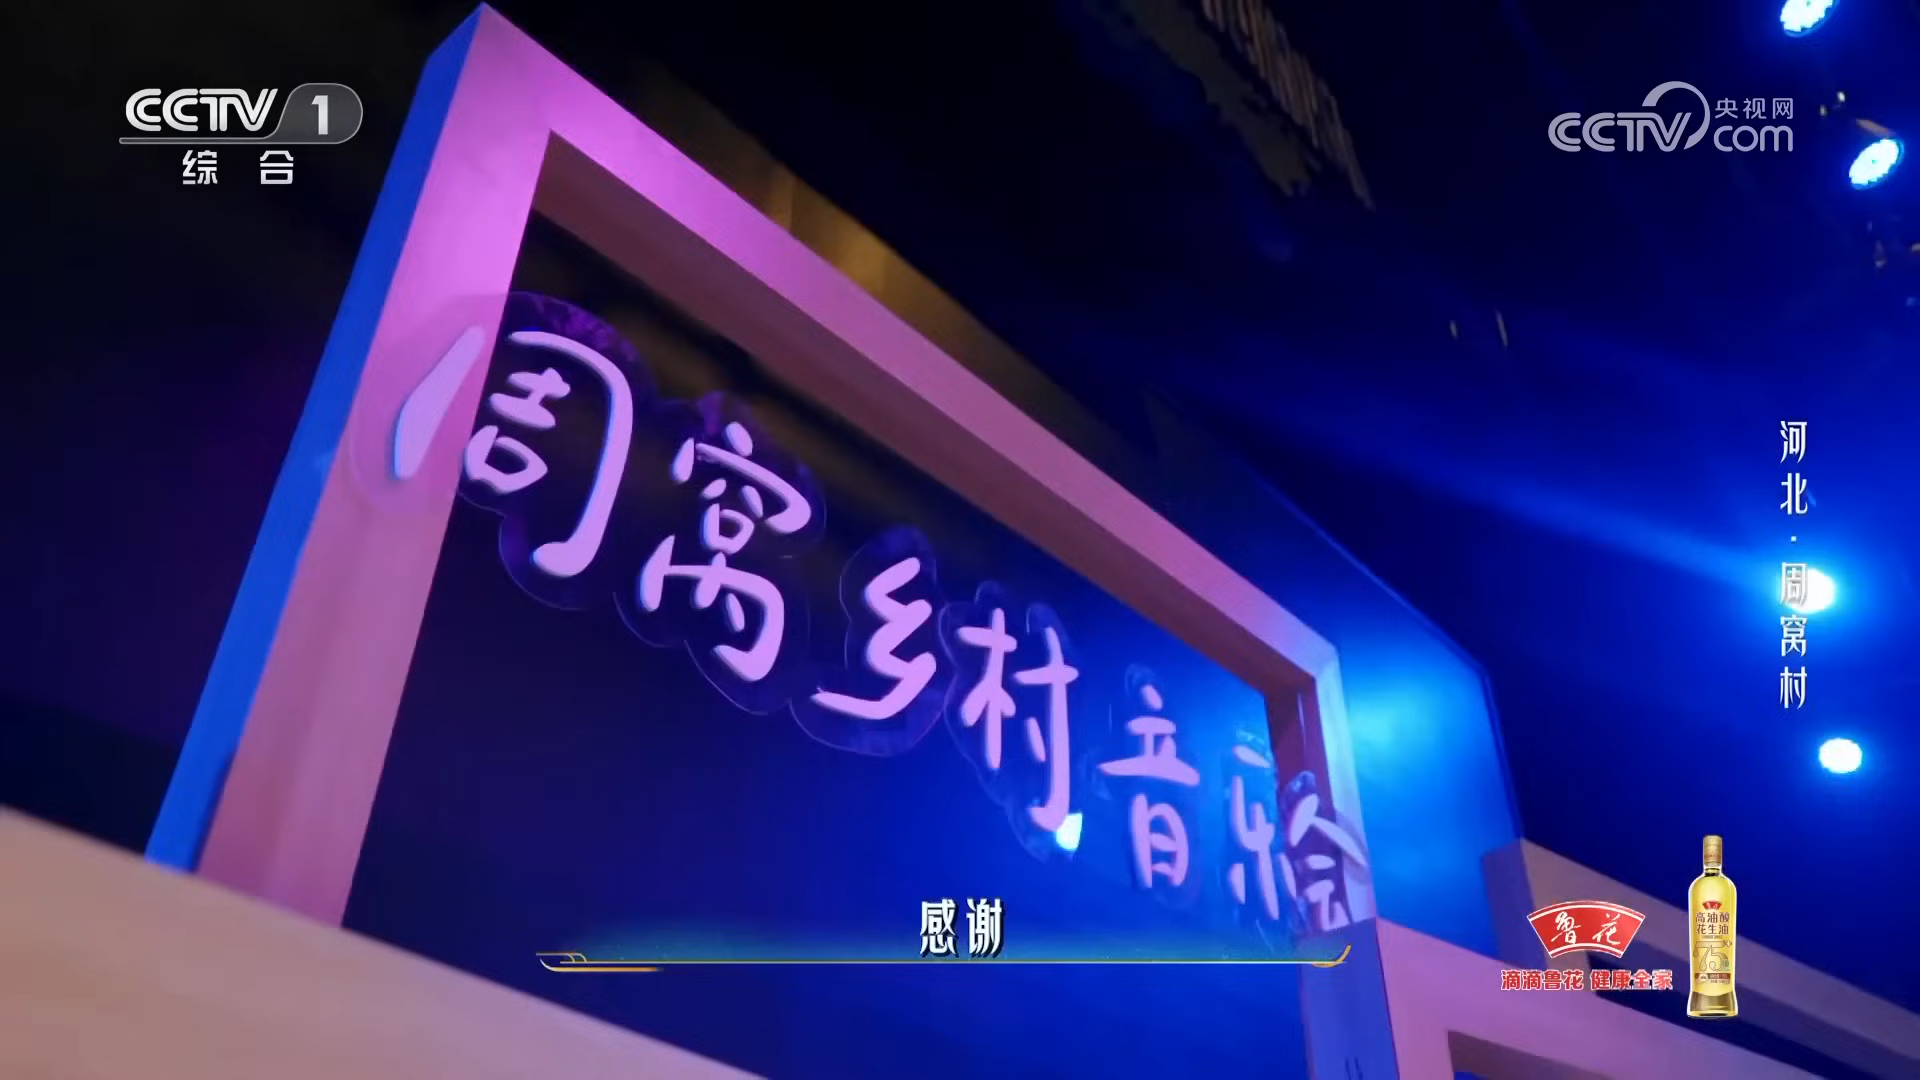 CCTV 1
综合
央视网
CCTV com
周窝乡村音乐会
河北·周窝村
感谢
鲁花
滴滴鲁花 健康全家
高油酸
花生油
75